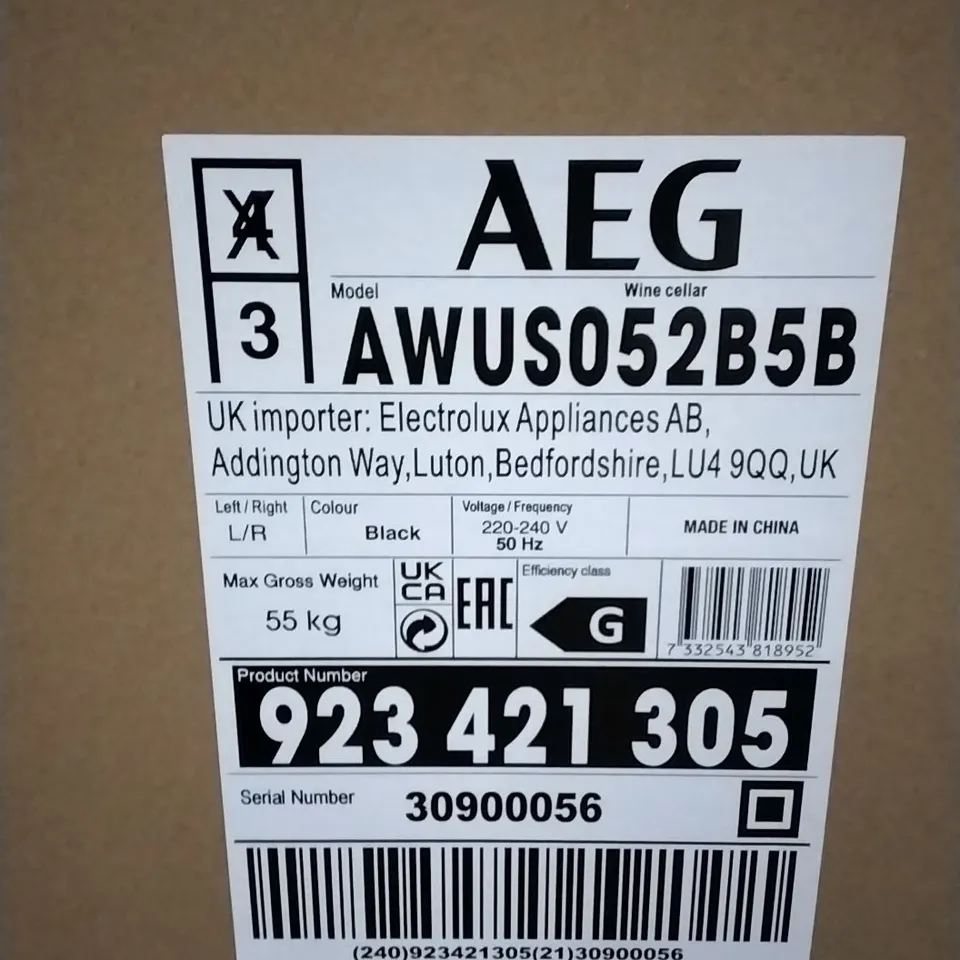 4
3
AEG
Model Wine cellar
AWUS052B5B
UK importer: Electrolux Appliances AB,
Addington Way,Luton,Bedfordshire,LU4 9QQ,UK
Left / Right Colour Voltage / Frequency
L/R Black 220-240 V MADE IN CHINA
50 Hz
Max Gross Weight UK CA EAC Efficiency class
55 kg G
7 332543 818952
Product Number
923 421 305
Serial Number 30900056
(240)923421305(21)30900056